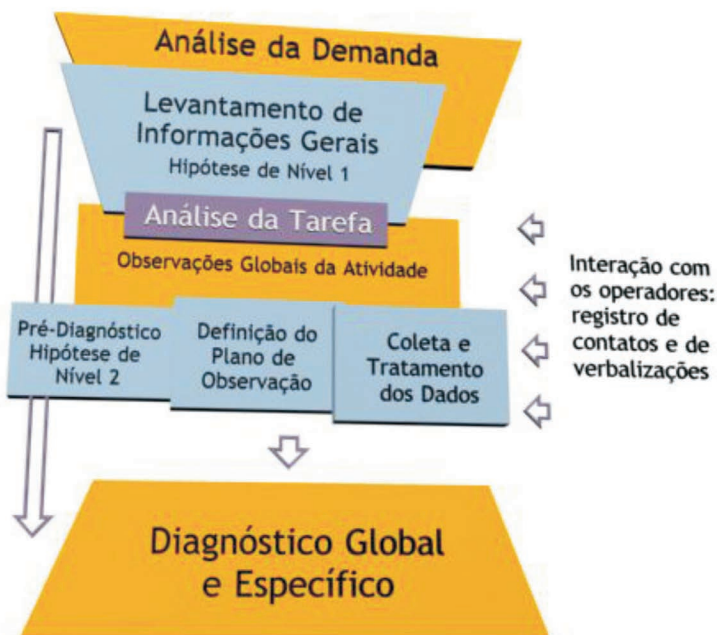 Análise da Demanda
Levantamento de
Informações Gerais
Hipótese de Nível 1
Análise da Tarefa
Observações Globais da Atividade
Pré-Diagnóstico
Hipótese de
Nível 2
Definição do
Plano de
Observação
Coleta e
Tratamento
dos Dados
Interação com
os operadores:
registro de
contatos e de
verbalizações
Diagnóstico Global
e Específico